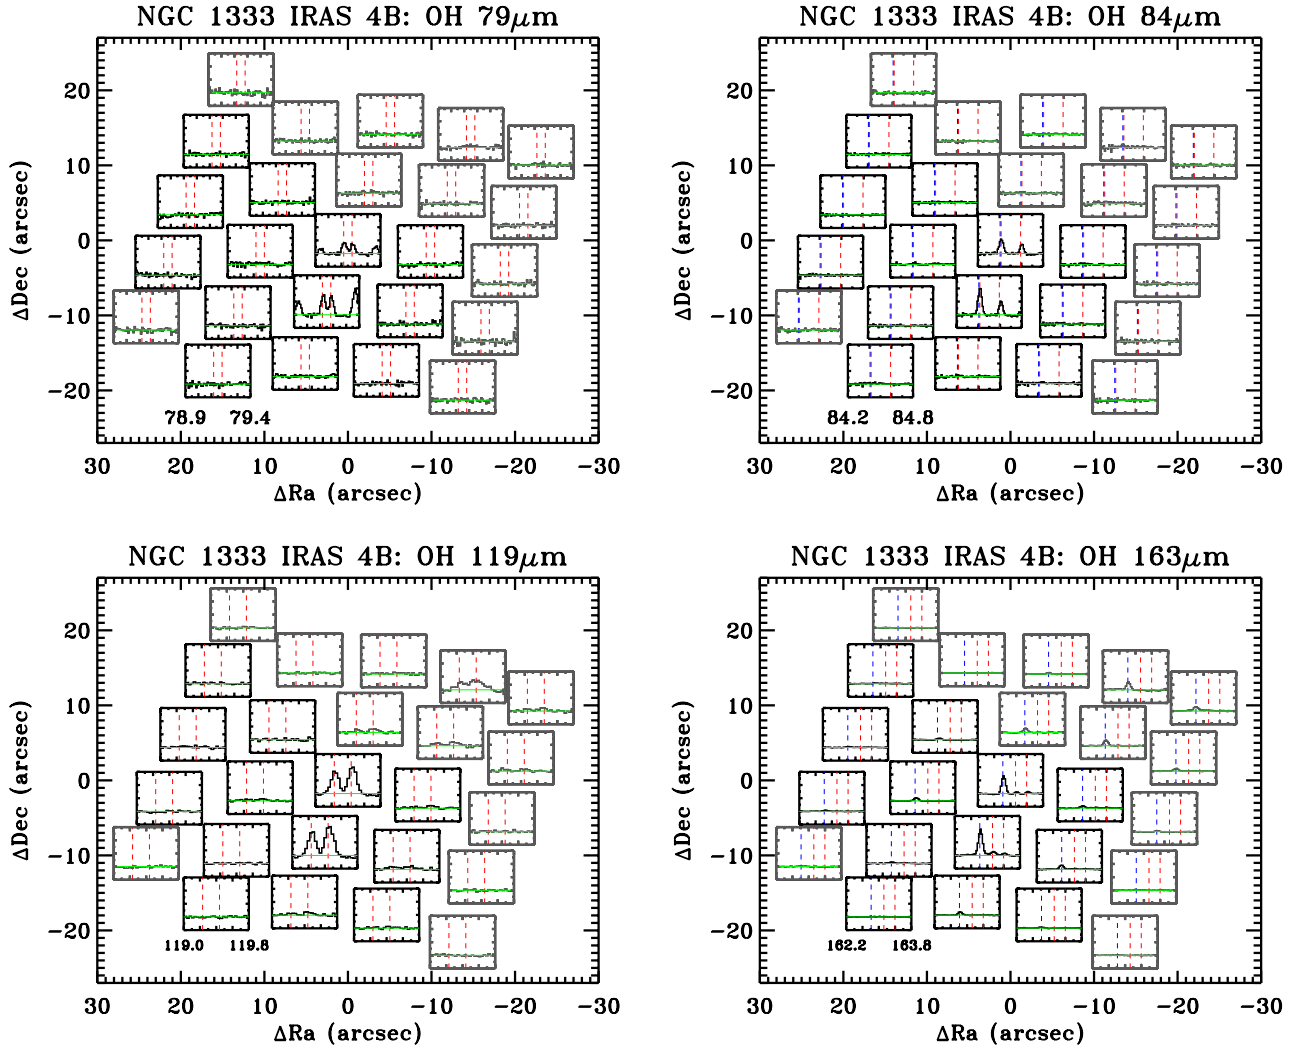 NGC 1333 IRAS 4B: OH 79μm
ΔDec (arcsec)
20
10
0
−10
−20
78.9 79.4
30 20 10 0 −10 −20 −30
ΔRa (arcsec)
NGC 1333 IRAS 4B: OH 84μm
ΔDec (arcsec)
20
10
0
−10
−20
84.2 84.8
30 20 10 0 −10 −20 −30
ΔRa (arcsec)
NGC 1333 IRAS 4B: OH 119μm
ΔDec (arcsec)
20
10
0
−10
−20
119.0 119.8
30 20 10 0 −10 −20 −30
ΔRa (arcsec)
NGC 1333 IRAS 4B: OH 163μm
ΔDec (arcsec)
20
10
0
−10
−20
162.2 163.8
30 20 10 0 −10 −20 −30
ΔRa (arcsec)